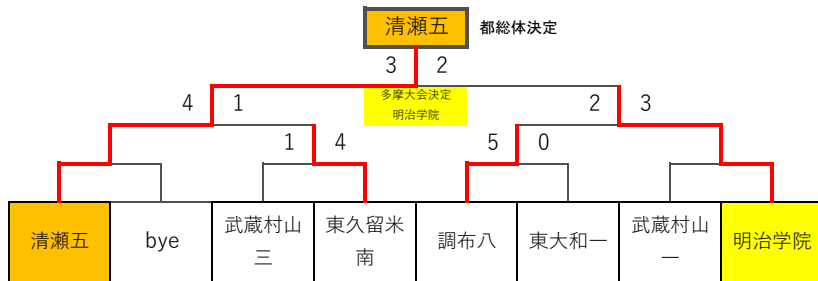 清瀬五
都総体決定
3 2
多摩大会決定
明治学院
4 1
2 3
1 4
5 0
清瀬五
bye
武蔵村山
三
東久留米
南
調布八
東大和一
武蔵村山
一
明治学院